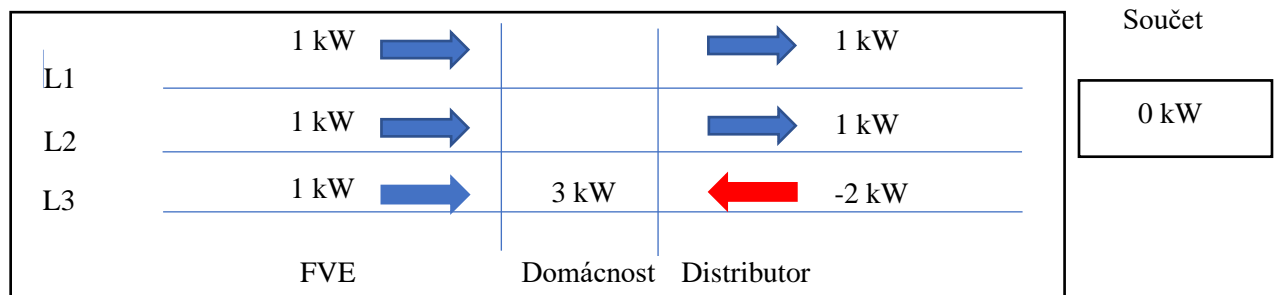 Součet
1 kW 1 kW
L1
1 kW 1 kW 0 kW
L2
L3 1 kW 3 kW -2 kW
FVE Domácnost Distributor